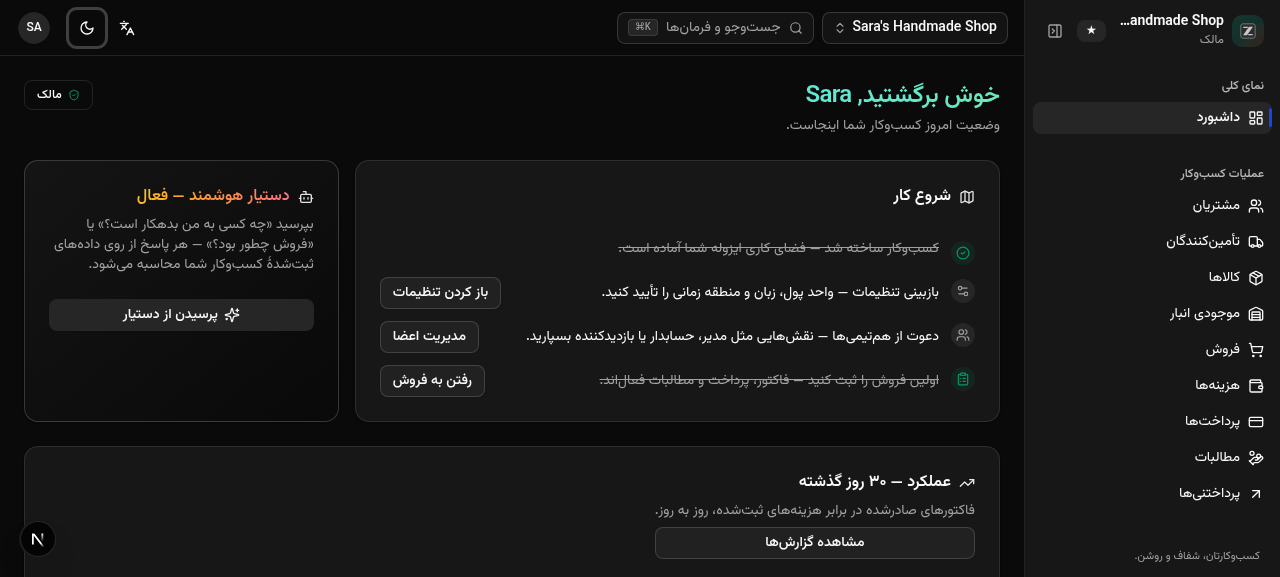 ...andmade Shop
مالک
★
نمای کلی
داشبورد
عملیات کسب‌وکار
مشتریان
تأمین‌کنندگان
کالاها
موجودی انبار
فروش
هزینه‌ها
پرداخت‌ها
مطالبات
پرداختنی‌ها
کسب‌وکارتان، شفاف و روشن.
Sara's Handmade Shop
جست‌وجو و فرمان‌ها
⌘K
SA
خوش برگشتید, Sara
وضعیت امروز کسب‌وکار شما اینجاست.
مالک
شروع کار
کسب‌وکار ساخته شد — فضای کاری ایزوله شما آماده است.
بازبینی تنظیمات — واحد پول، زبان و منطقه زمانی را تأیید کنید.
باز کردن تنظیمات
دعوت از هم‌تیمی‌ها — نقش‌هایی مثل مدیر، حسابدار یا بازدیدکننده بسپارید.
مدیریت اعضا
اولین فروش را ثبت کنید — فاکتور، پرداخت و مطالبات فعال‌اند.
رفتن به فروش
دستیار هوشمند — فعال
بپرسید «چه کسی به من بدهکار است؟» یا
«فروش چطور بود؟» — هر پاسخ از روی داده‌های
ثبت‌شدهٔ کسب‌وکار شما محاسبه می‌شود.
پرسیدن از دستیار
عملکرد — ۳۰ روز گذشته
فاکتورهای صادرشده در برابر هزینه‌های ثبت‌شده، روز به روز.
مشاهده گزارش‌ها
N